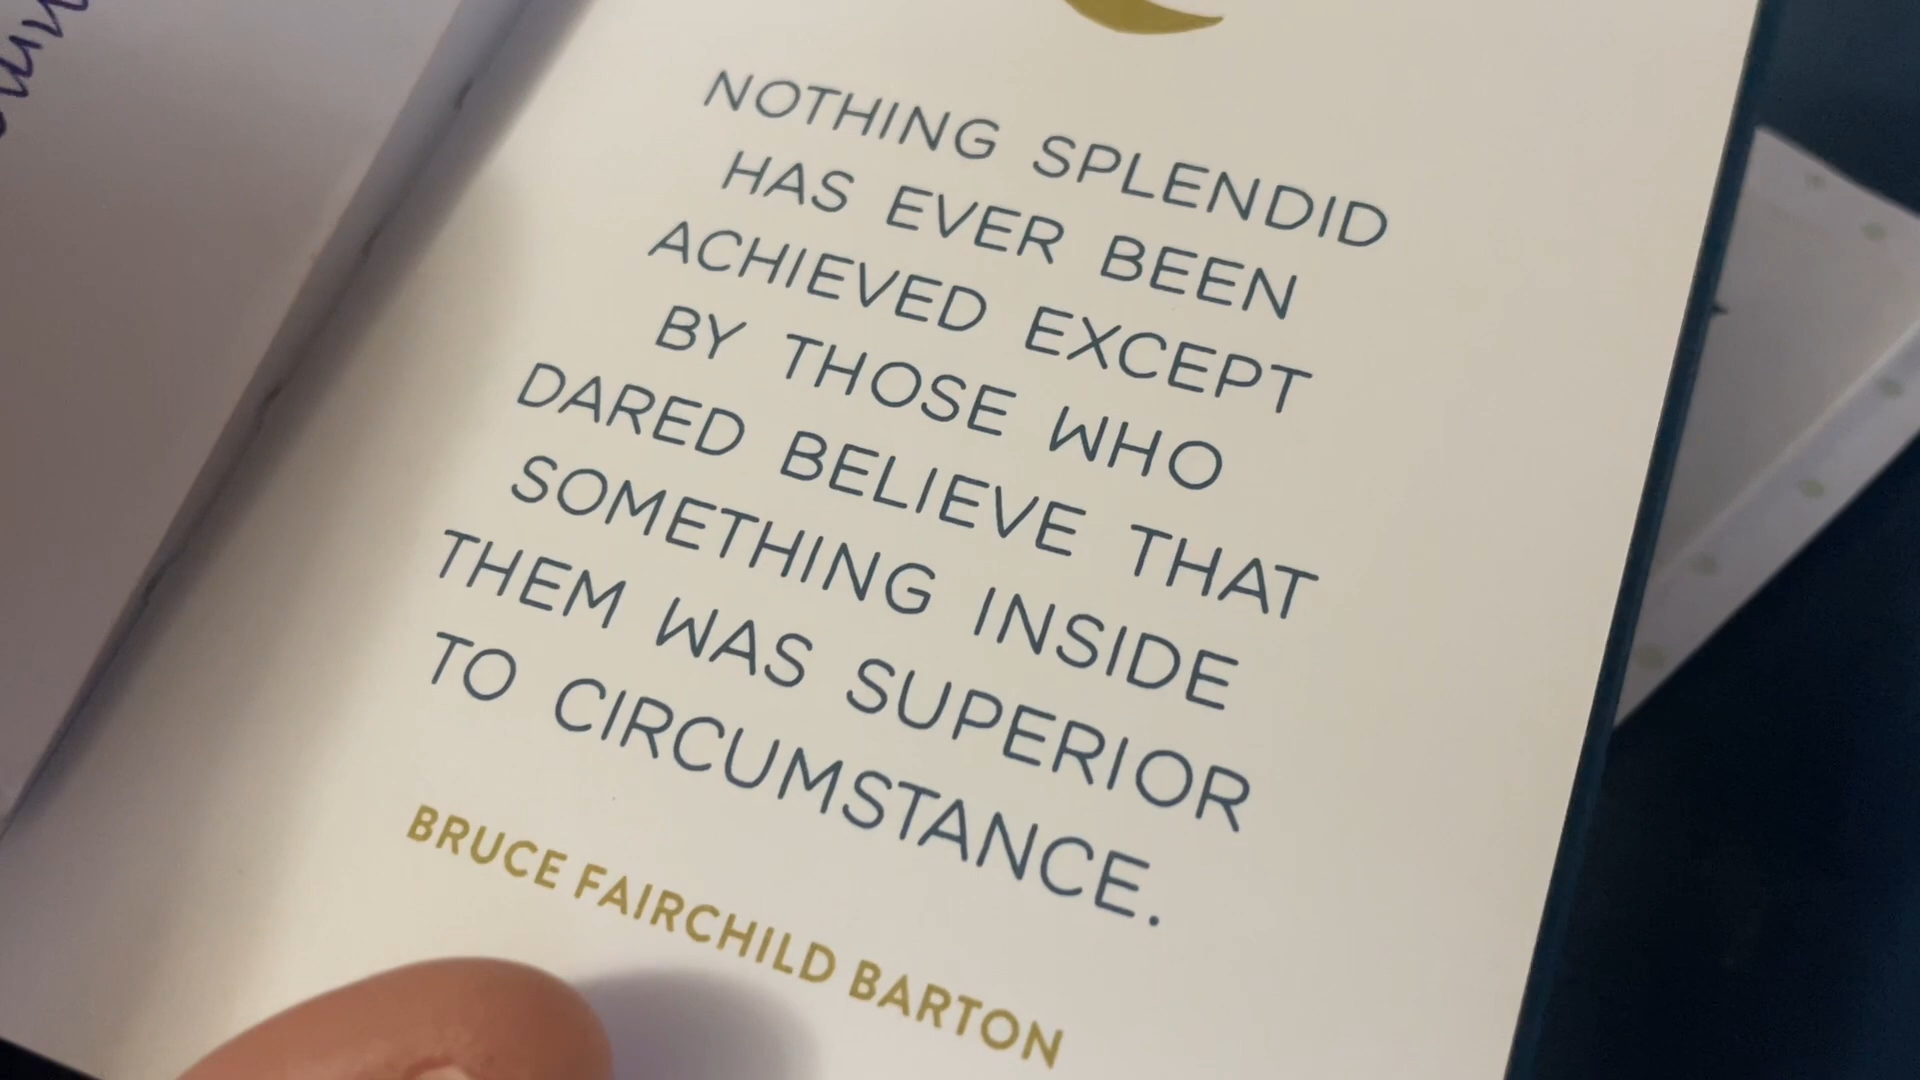 NOTHING SPLENDID
HAS EVER BEEN
ACHIEVED EXCEPT
BY THOSE WHO
DARED BELIEVE THAT
SOMETHING INSIDE
THEM WAS SUPERIOR
TO CIRCUMSTANCE.
BRUCE FAIRCHILD BARTON